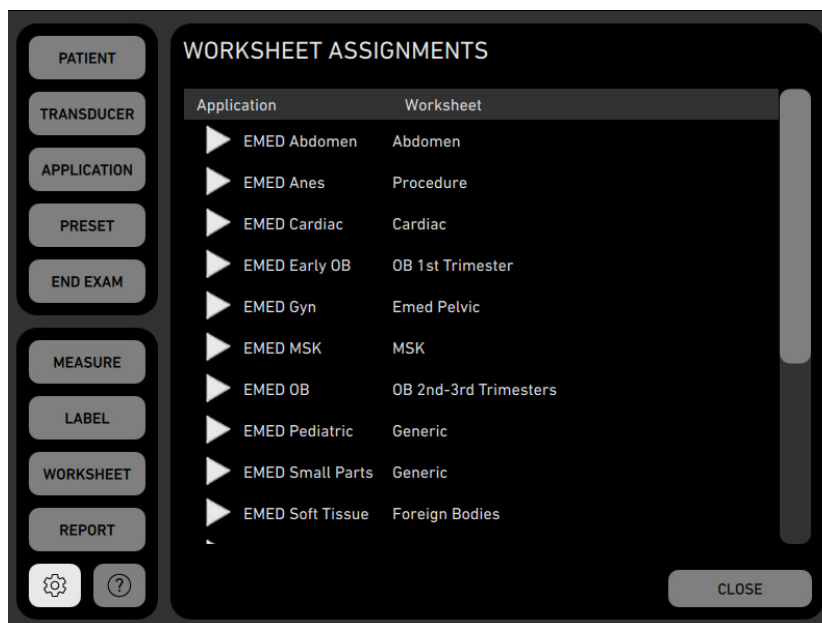 PATIENT
TRANSDUCER
APPLICATION
PRESET
END EXAM
MEASURE
LABEL
WORKSHEET
REPORT
?
WORKSHEET ASSIGNMENTS
Application Worksheet
EMED Abdomen Abdomen
EMED Anes Procedure
EMED Cardiac Cardiac
EMED Early OB OB 1st Trimester
EMED Gyn Emed Pelvic
EMED MSK MSK
EMED OB OB 2nd-3rd Trimesters
EMED Pediatric Generic
EMED Small Parts Generic
EMED Soft Tissue Foreign Bodies
CLOSE